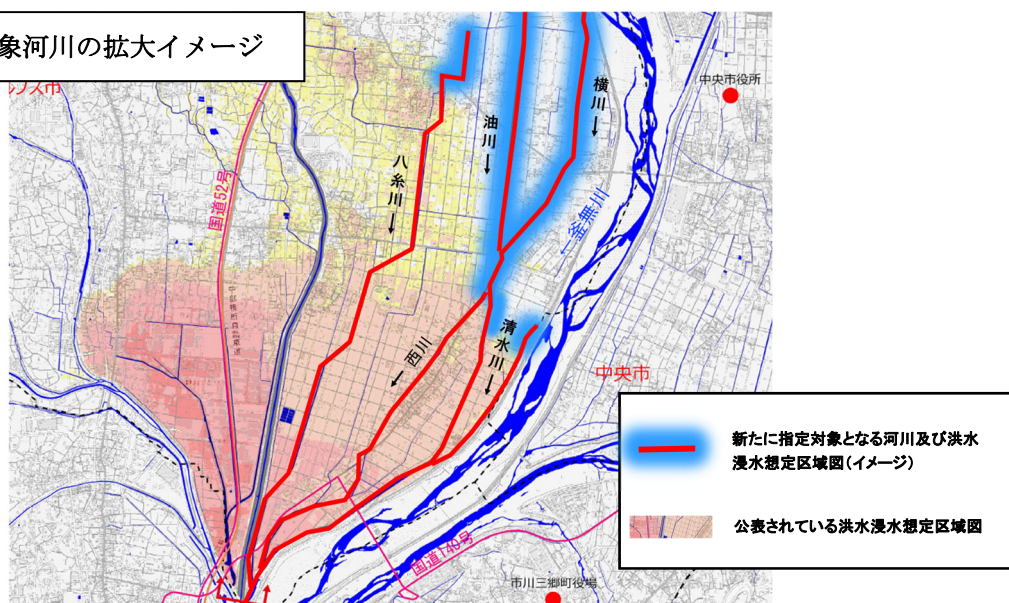 象河川の拡大イメージ
中央市役所
横川
油川
八糸川
国道52号
←釜無川
清水川
西川
中央市
新たに指定対象となる河川及び洪水
浸水想定区域図(イメージ)
公表されている洪水浸水想定区域図
国道140号
市川三郷町役場